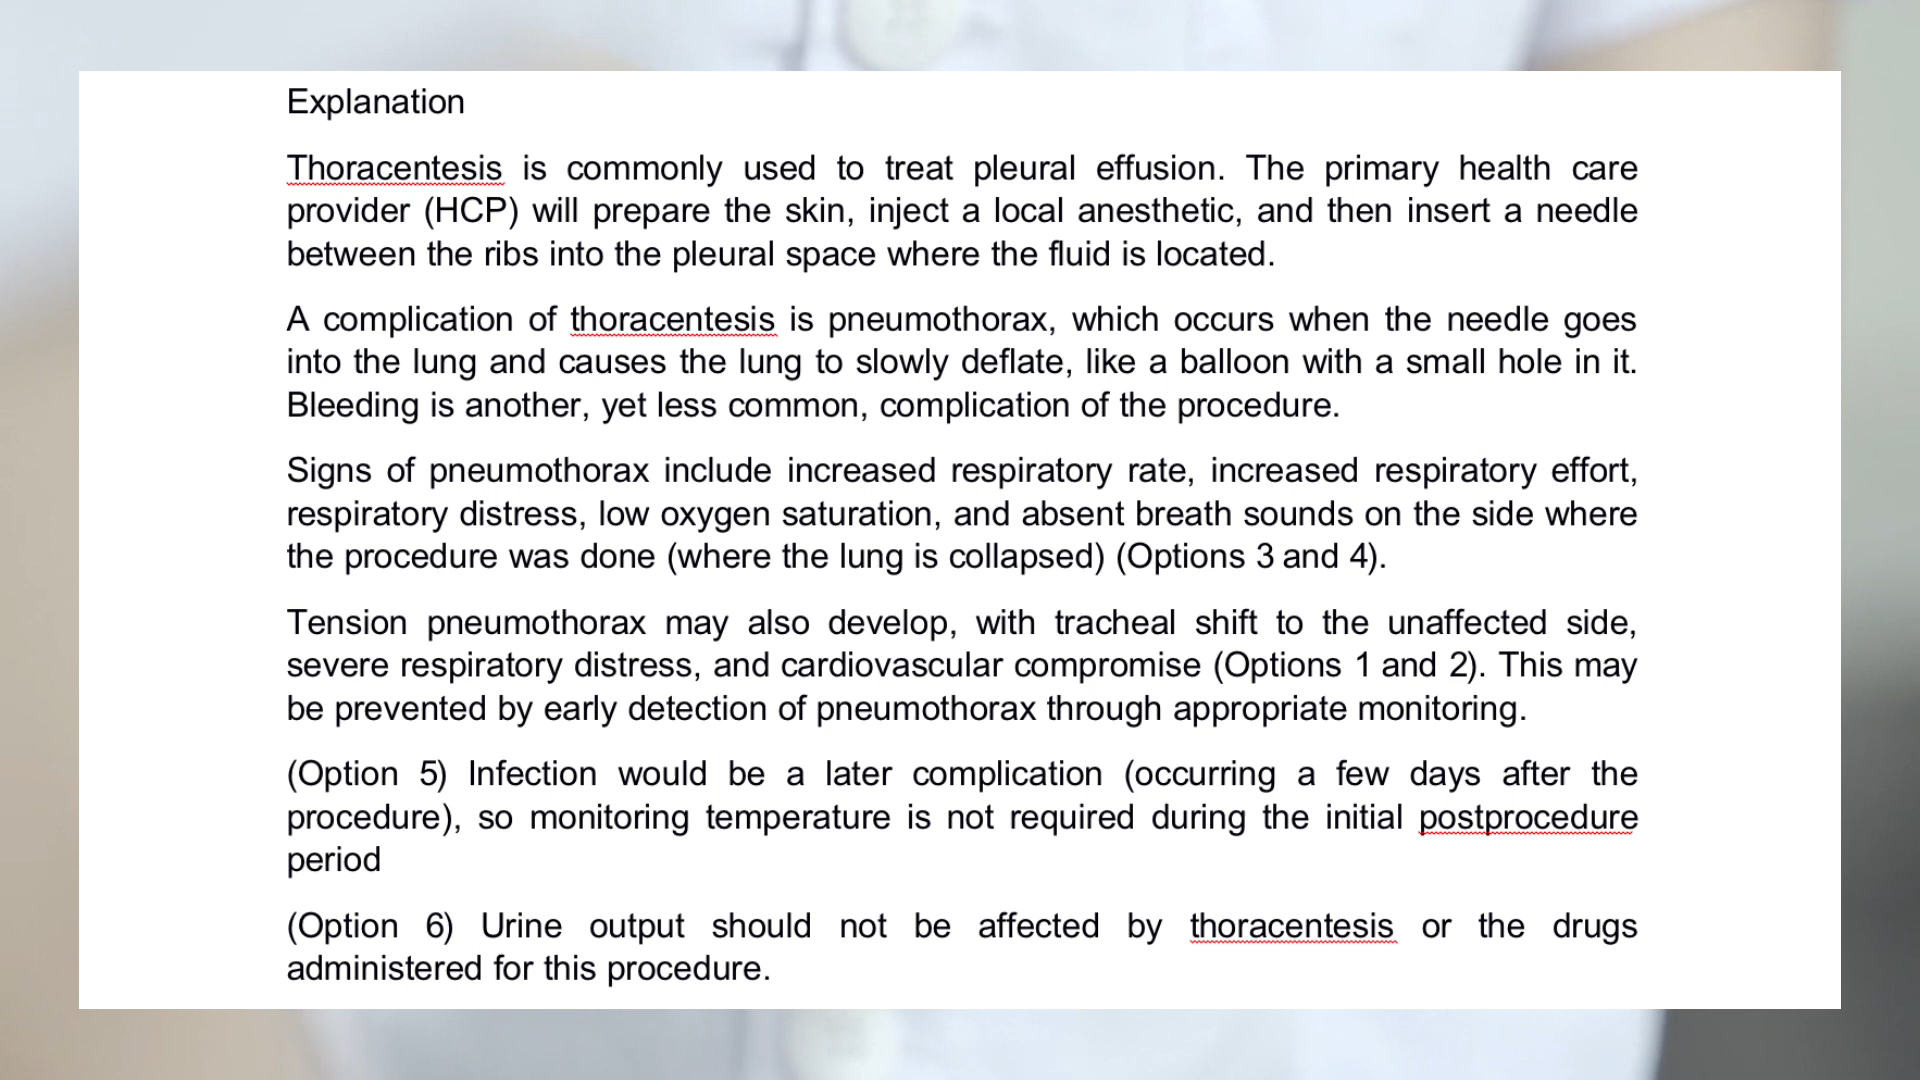 Explanation
Thoracentesis is commonly used to treat pleural effusion. The primary health care
provider (HCP) will prepare the skin, inject a local anesthetic, and then insert a needle
between the ribs into the pleural space where the fluid is located.
A complication of thoracentesis is pneumothorax, which occurs when the needle goes
into the lung and causes the lung to slowly deflate, like a balloon with a small hole in it.
Bleeding is another, yet less common, complication of the procedure.
Signs of pneumothorax include increased respiratory rate, increased respiratory effort,
respiratory distress, low oxygen saturation, and absent breath sounds on the side where
the procedure was done (where the lung is collapsed) (Options 3 and 4).
Tension pneumothorax may also develop, with tracheal shift to the unaffected side,
severe respiratory distress, and cardiovascular compromise (Options 1 and 2). This may
be prevented by early detection of pneumothorax through appropriate monitoring.
(Option 5) Infection would be a later complication (occurring a few days after the
procedure), so monitoring temperature is not required during the initial postprocedure
period
(Option 6) Urine output should not be affected by thoracentesis or the drugs
administered for this procedure.